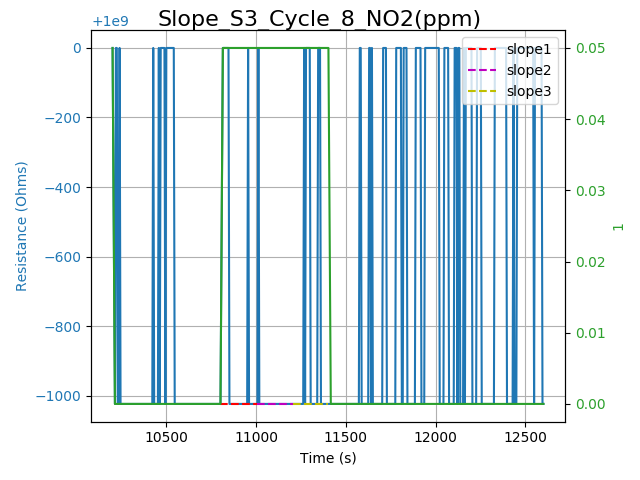 Slope_S3_Cycle_8_NO2(ppm)
+1e9
0
−200
−400
−600
−800
−1000
Resistance (Ohms)
slope1
slope2
slope3
0.05
0.04
0.03
0.02
0.01
0.00
1
10500
11000
11500
12000
12500
Time (s)